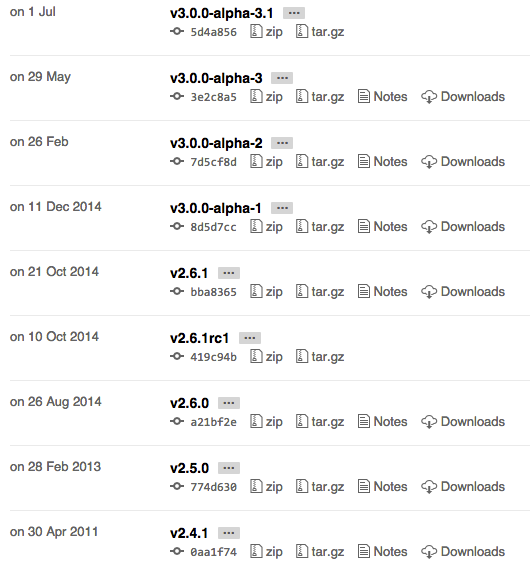 on 1 Jul
v3.0.0-alpha-3.1 ...
5d4a856 zip tar.gz
on 29 May
v3.0.0-alpha-3 ...
3e2c8a5 zip tar.gz Notes Downloads
on 26 Feb
v3.0.0-alpha-2 ...
7d5cf8d zip tar.gz Notes Downloads
on 11 Dec 2014
v3.0.0-alpha-1 ...
8d5d7cc zip tar.gz Notes Downloads
on 21 Oct 2014
v2.6.1 ...
bba8365 zip tar.gz Notes Downloads
on 10 Oct 2014
v2.6.1rc1 ...
419c94b zip tar.gz
on 26 Aug 2014
v2.6.0 ...
a21bf2e zip tar.gz Notes Downloads
on 28 Feb 2013
v2.5.0 ...
774d630 zip tar.gz Notes Downloads
on 30 Apr 2011
v2.4.1 ...
0aa1f74 zip tar.gz Notes Downloads